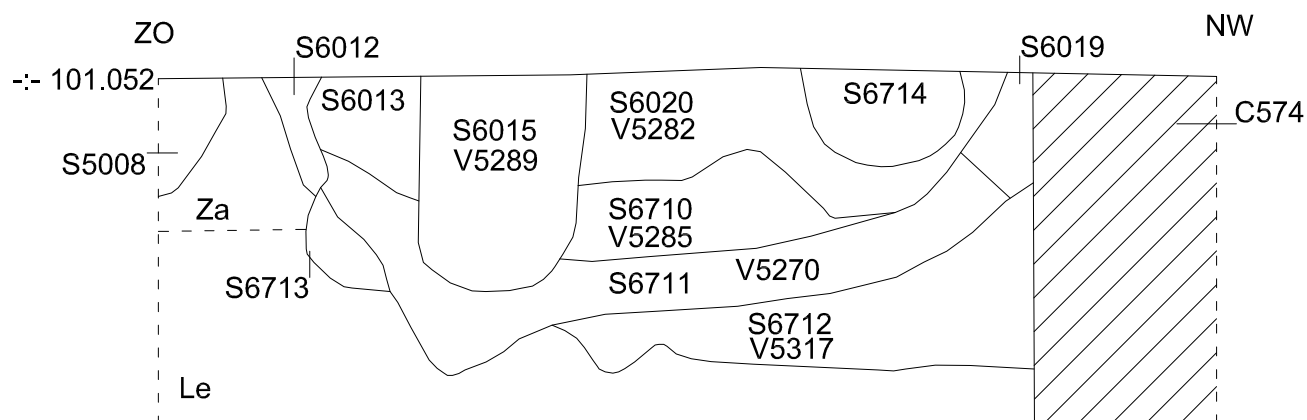 ZO
NW
S6012
S6019
-:- 101.052
S6013
S6020
V5282
S6714
C574
S6015
V5289
S5008
Za
S6710
V5285
S6713
S6711
V5270
S6712
V5317
Le